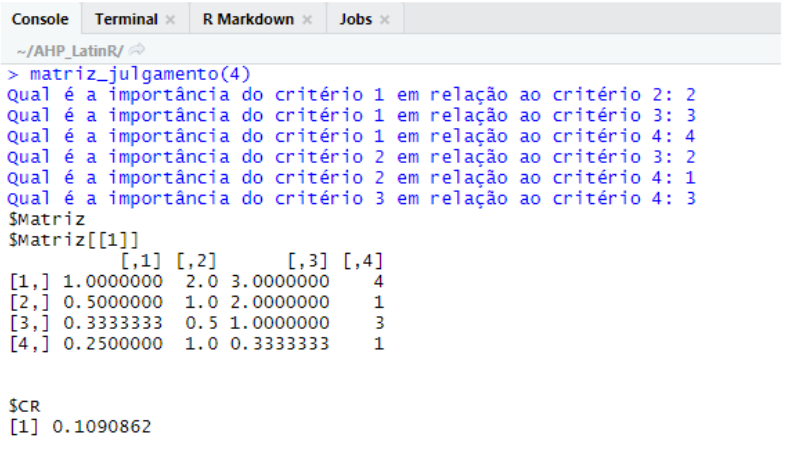 Console Terminal × R Markdown × Jobs ×
~/AHP_LatinR/
> matriz_julgamento(4)
Qual é a importância do critério 1 em relação ao critério 2: 2
Qual é a importância do critério 1 em relação ao critério 3: 3
Qual é a importância do critério 1 em relação ao critério 4: 4
Qual é a importância do critério 2 em relação ao critério 3: 2
Qual é a importância do critério 2 em relação ao critério 4: 1
Qual é a importância do critério 3 em relação ao critério 4: 3
$Matriz
$Matriz[[1]]
          [,1] [,2]      [,3] [,4]
[1,] 1.0000000  2.0 3.0000000    4
[2,] 0.5000000  1.0 2.0000000    1
[3,] 0.3333333  0.5 1.0000000    3
[4,] 0.2500000  1.0 0.3333333    1
$CR
[1] 0.1090862